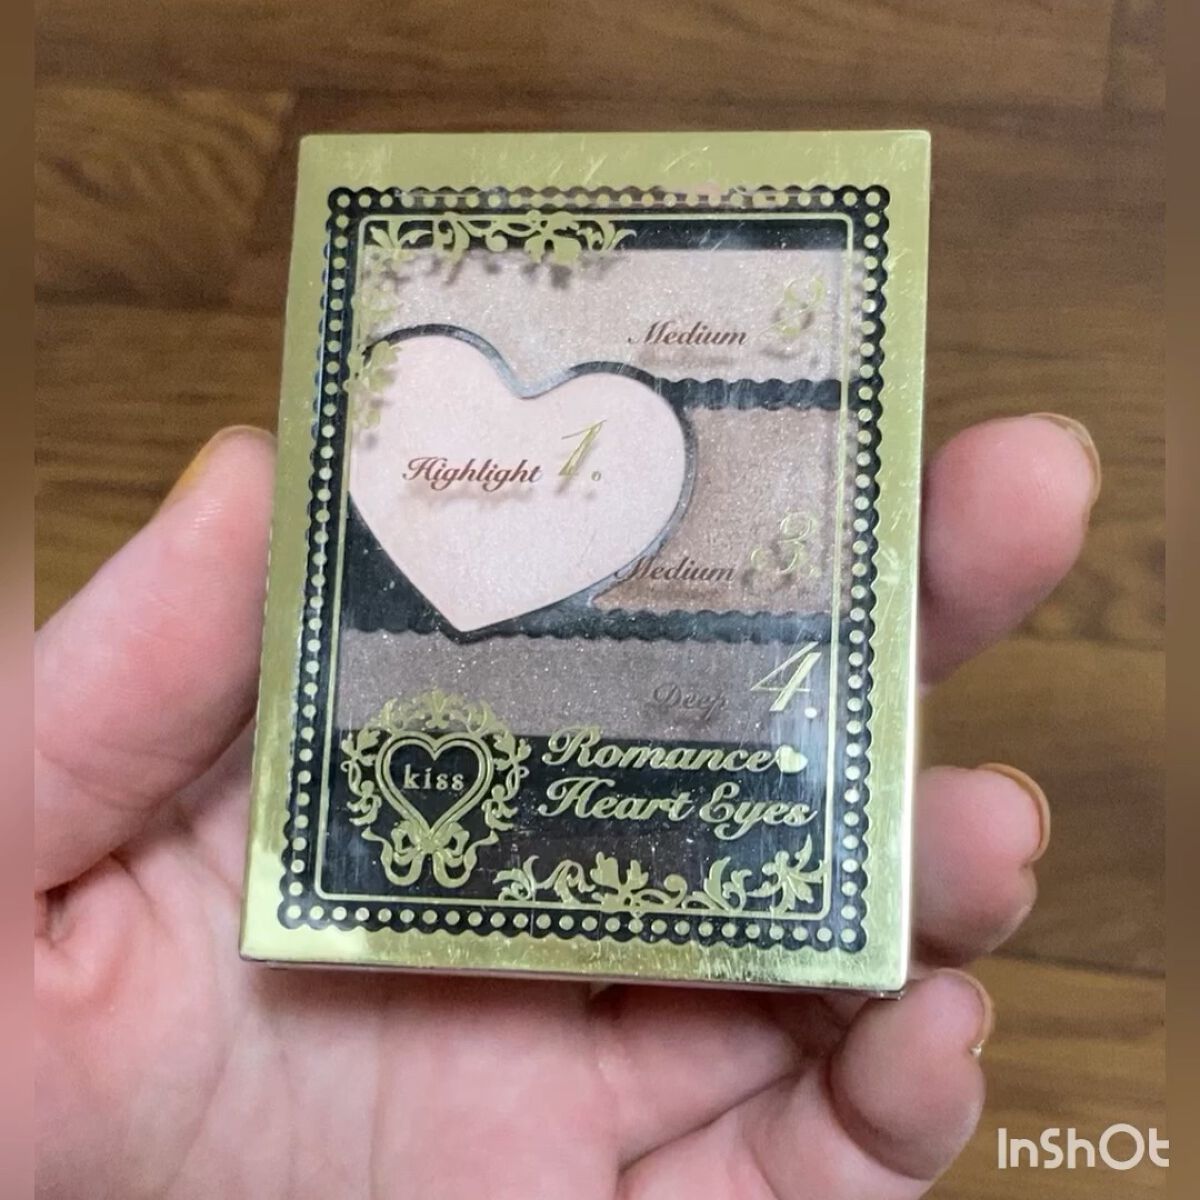 Medium 2.
Highlight 1.
Medium 3.
Deep 4.
kiss
Romance
Heart Eyes
InShOt